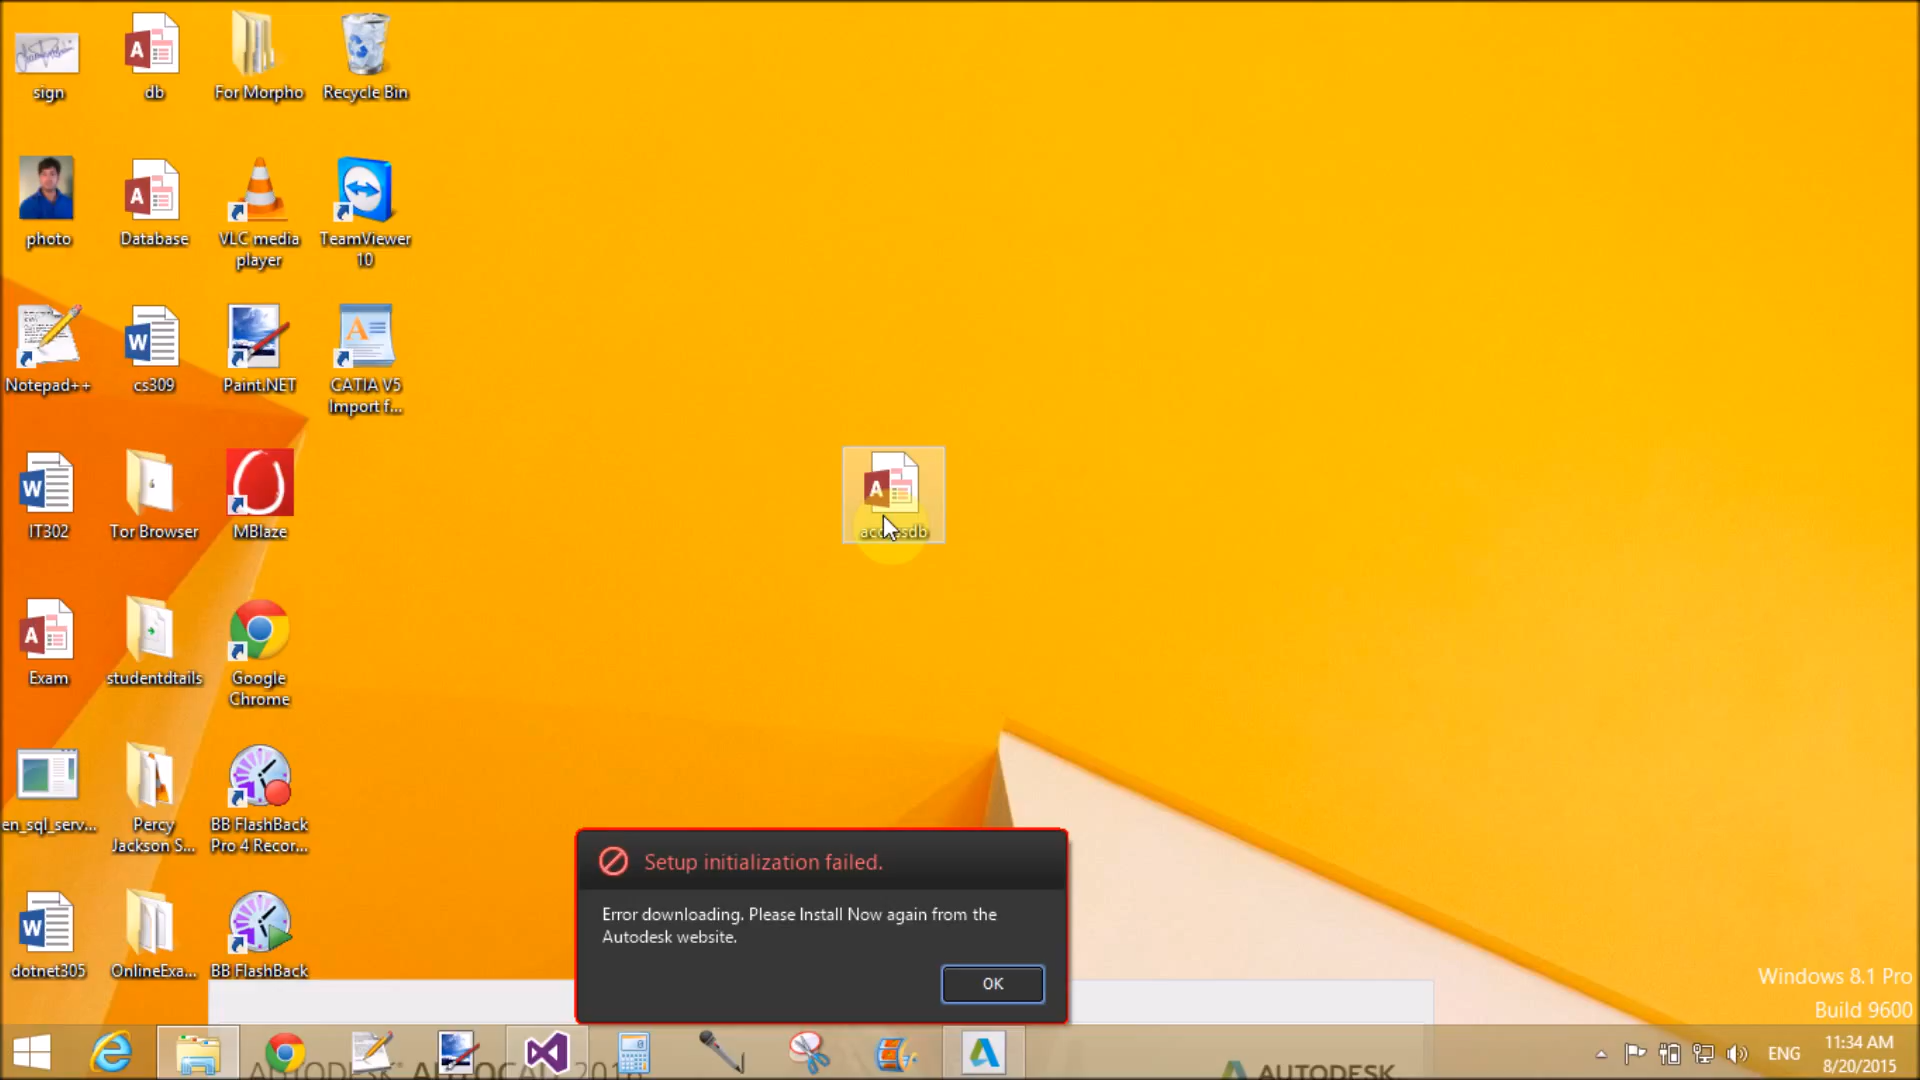 sign
db
For Morpho
Recycle Bin
photo
Database
VLC media
player
TeamViewer
10
Notepad++
cs309
Paint.NET
CATIA V5
Import f...
IT302
Tor Browser
MBlaze
accessdb
Exam
studentdtails
Google
Chrome
en_sql_serv...
Percy
Jackson S...
BB FlashBack
Pro 4 Recor...
dotnet305
OnlineExa...
BB FlashBack
Setup initialization failed.
Error downloading. Please Install Now again from the
Autodesk website.
OK
Windows 8.1 Pro
Build 9600
AUTODESK® AUTOCAD 2016
AUTODESK.
ENG
11:34 AM
8/20/2015